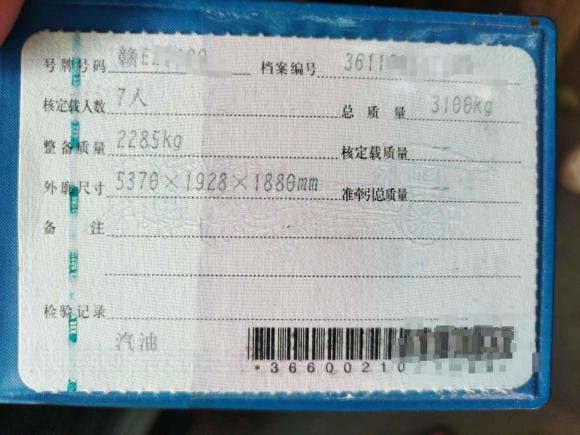 号牌号码 赣E 档案编号 3611
核定载人数 7人 总质量 3100kg
整备质量 2285kg 核定载质量 --
外廓尺寸 5370×1928×1880mm 准牵引总质量 --
备注
检验记录
汽油
*36600210